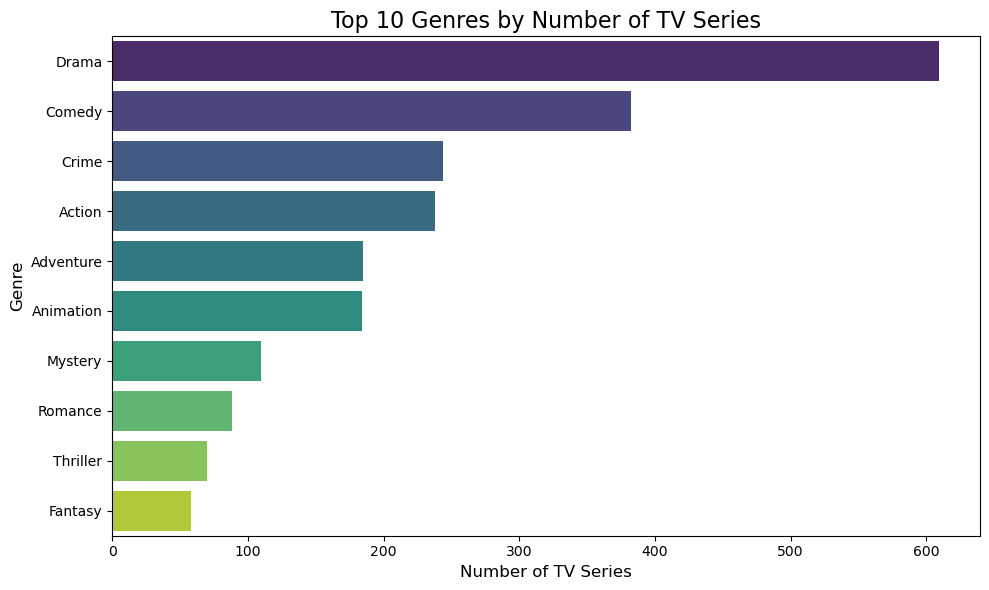 Top 10 Genres by Number of TV Series
Genre
Drama
Comedy
Crime
Action
Adventure
Animation
Mystery
Romance
Thriller
Fantasy
0 100 200 300 400 500 600
Number of TV Series